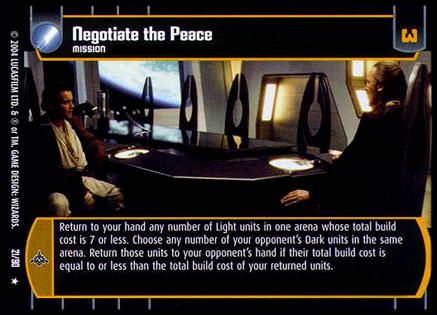 Negotiate the Peace
MISSION
Return to your hand any number of Light units in one arena whose total build
cost is 7 or less. Choose any number of your opponent's Dark units in the same
arena. Return those units to your opponent's hand if their total build cost is
equal to or less than the total build cost of your returned units.
© 2004 LUCASFILM LTD. & ® or TM. GAME DESIGN: WIZARDS.
21/90